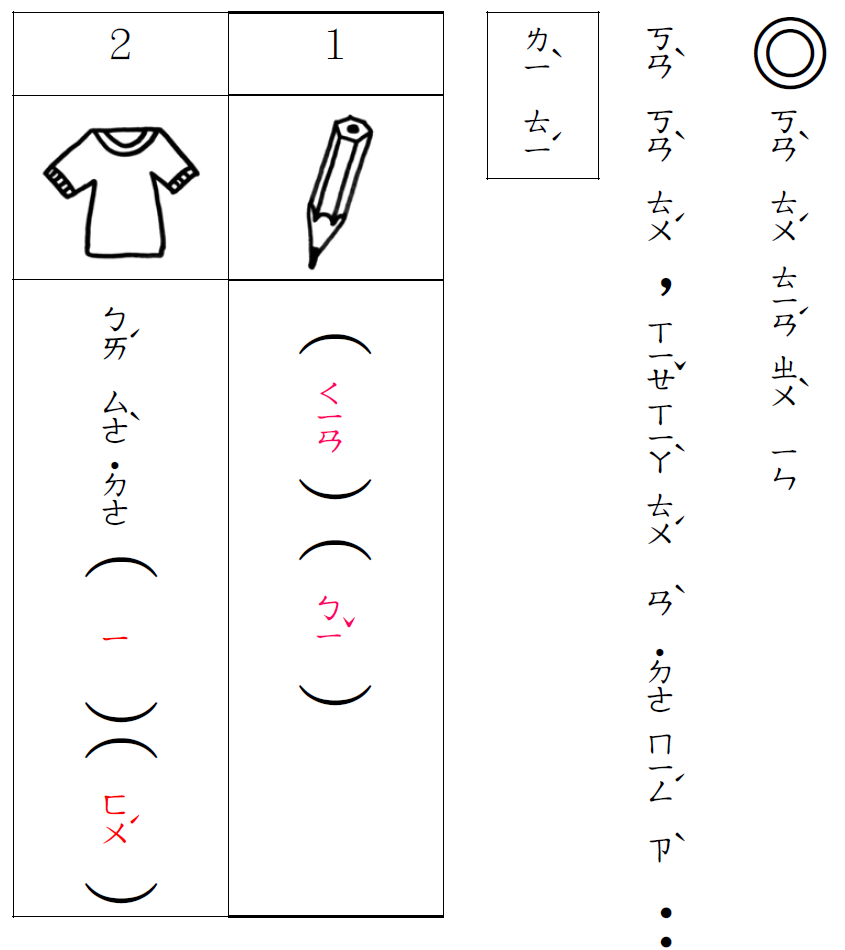 ◎ㄎㄢˋ ㄊㄨˊ ㄊㄧㄢˊ ㄓㄨˋ ㄧㄣ
ㄎㄢˋ ㄎㄢˋ ㄊㄨˊ，ㄒㄧㄝˇ ㄒㄧㄚˋ ㄊㄨˊ ㄢˋ ˙ㄉㄜ ㄇㄧㄥˊ ㄗˋ：
ㄌㄧˋ ㄊㄧˊ
1
（ㄑㄧㄢ）（ㄅㄧˇ）
2
ㄅㄞˊ ㄙㄜˋ ˙ㄉㄜ（ㄧ）（ㄈㄨˊ）